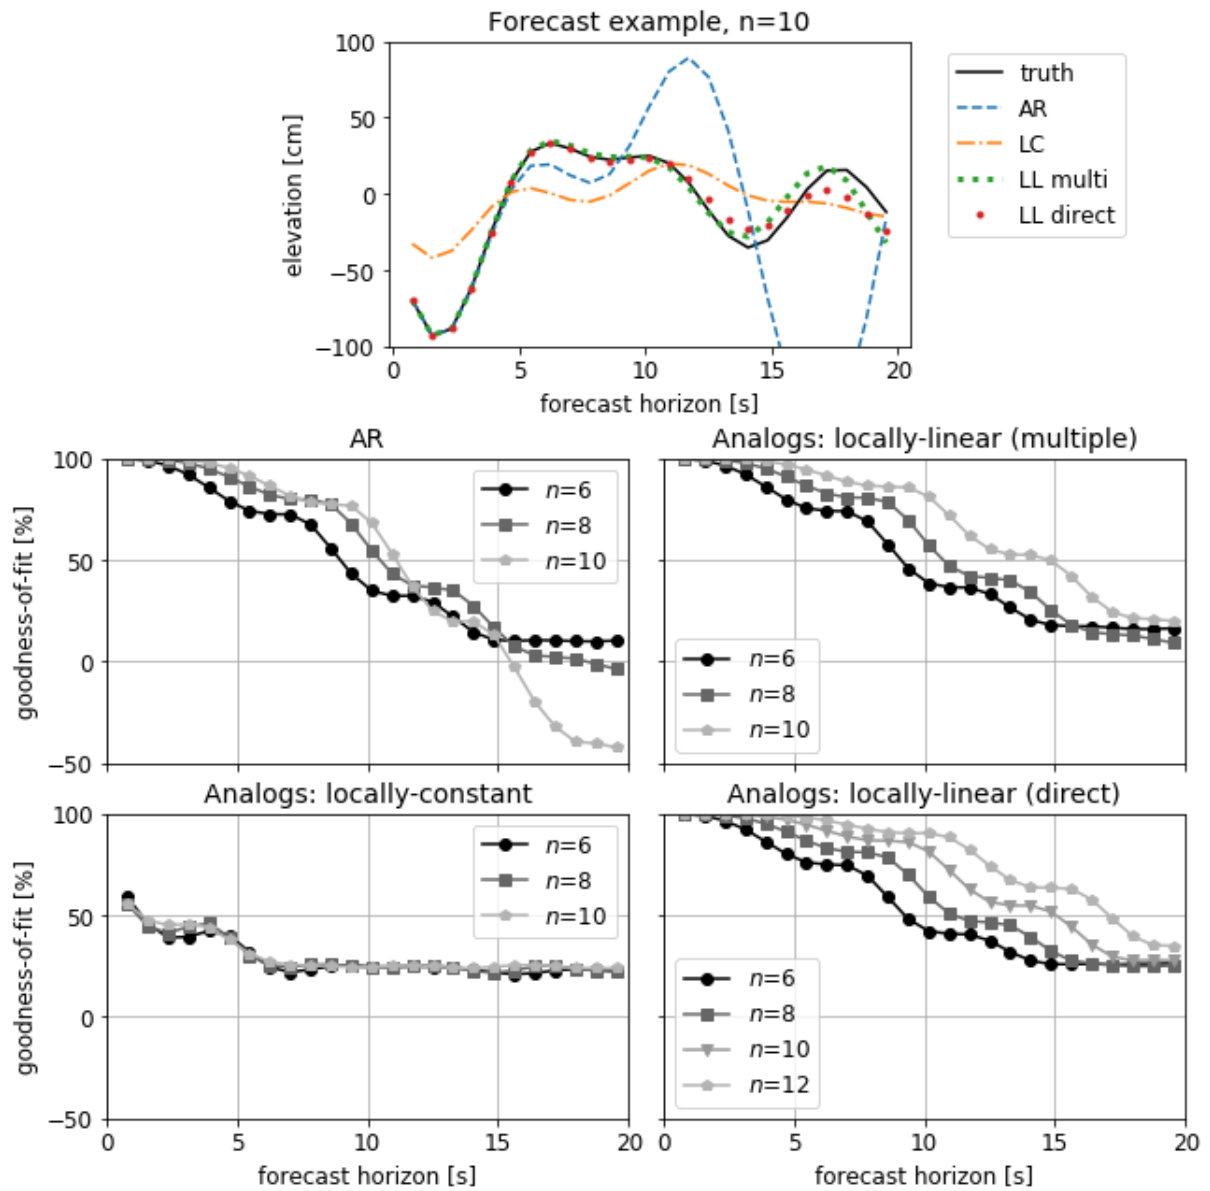 Forecast example, n=10
100
50
0
−50
−100
elevation [cm]
0 5 10 15 20
forecast horizon [s]
truth
AR
LC
LL multi
LL direct
AR
100
50
0
−50
goodness-of-fit [%]
n=6
n=8
n=10
Analogs: locally-linear (multiple)
n=6
n=8
n=10
Analogs: locally-constant
100
50
0
−50
goodness-of-fit [%]
n=6
n=8
n=10
0 5 10 15 20
forecast horizon [s]
Analogs: locally-linear (direct)
n=6
n=8
n=10
n=12
0 5 10 15 20
forecast horizon [s]